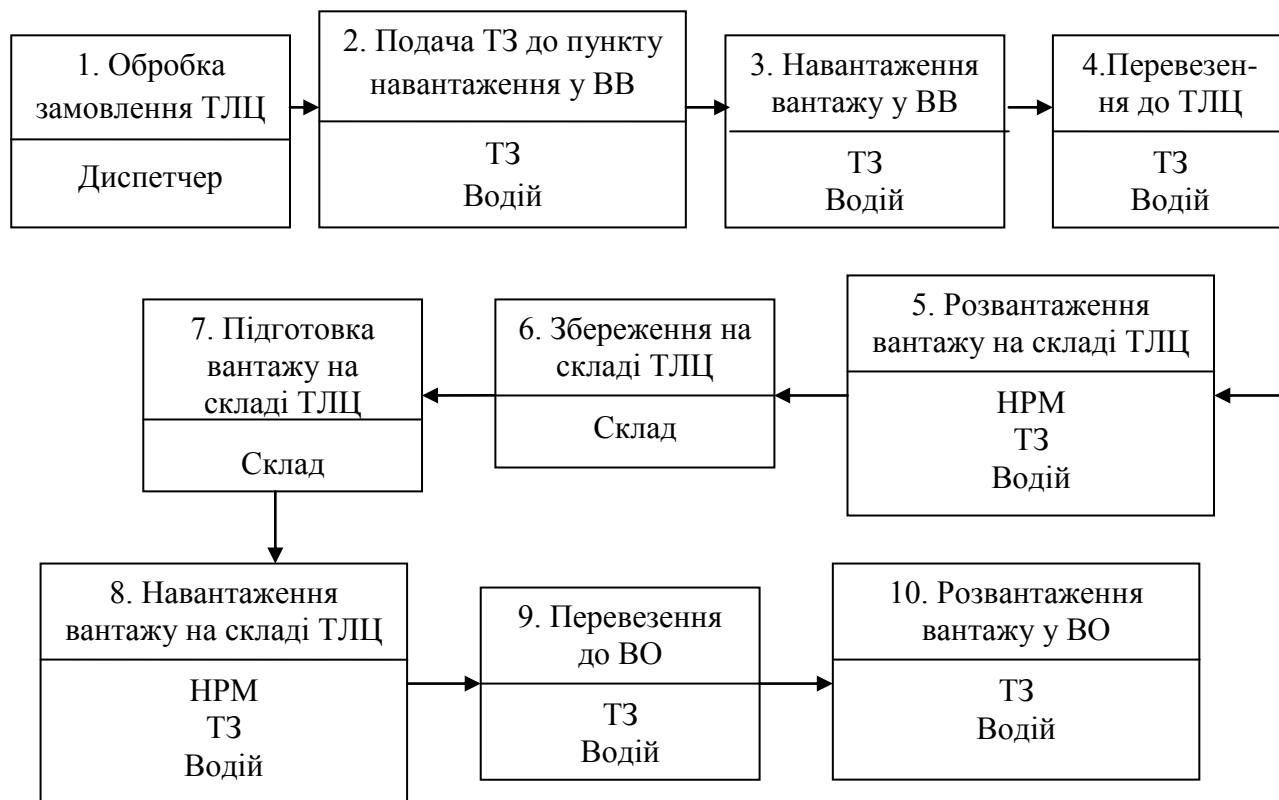 1. Обробка
замовлення ТЛЦ
Диспетчер
2. Подача ТЗ до пункту
навантаження у ВВ
ТЗ
Водій
3. Навантаження
вантажу у ВВ
ТЗ
Водій
4.Перевезен-
ня до ТЛЦ
ТЗ
Водій
5. Розвантаження
вантажу на складі ТЛЦ
НРМ
ТЗ
Водій
6. Збереження на
складі ТЛЦ
Склад
7. Підготовка
вантажу на
складі ТЛЦ
Склад
8. Навантаження
вантажу на складі ТЛЦ
НРМ
ТЗ
Водій
9. Перевезення
до ВО
ТЗ
Водій
10. Розвантаження
вантажу у ВО
ТЗ
Водій